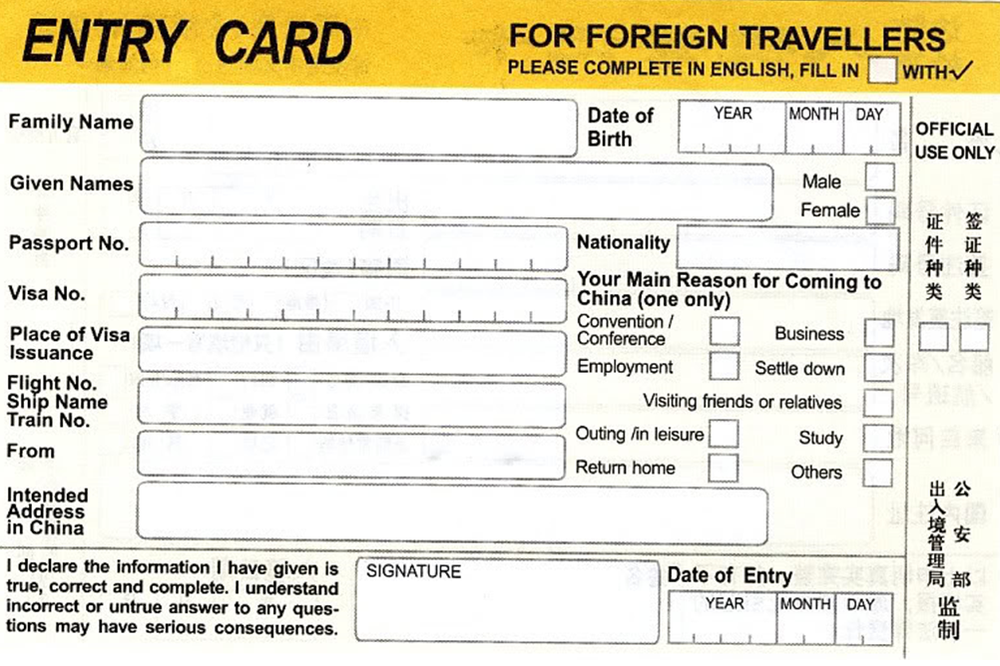 ENTRY CARD
FOR FOREIGN TRAVELLERS
PLEASE COMPLETE IN ENGLISH, FILL IN WITH✓
Family Name
Date of
Birth
YEAR MONTH DAY
OFFICIAL
USE ONLY
Given Names
Male
Female
Passport No.
Nationality
证件种类
签证种类
Visa No.
Your Main Reason for Coming to
China (one only)
Convention /
Conference
Business
Place of Visa
Issuance
Employment
Settle down
Flight No.
Ship Name
Train No.
Visiting friends or relatives
From
Outing /in leisure
Study
Return home
Others
Intended
Address
in China
公安部
出入境管理局
监制
I declare the information I have given is
true, correct and complete. I understand
incorrect or untrue answer to any ques-
tions may have serious consequences.
SIGNATURE
Date of Entry
YEAR MONTH DAY